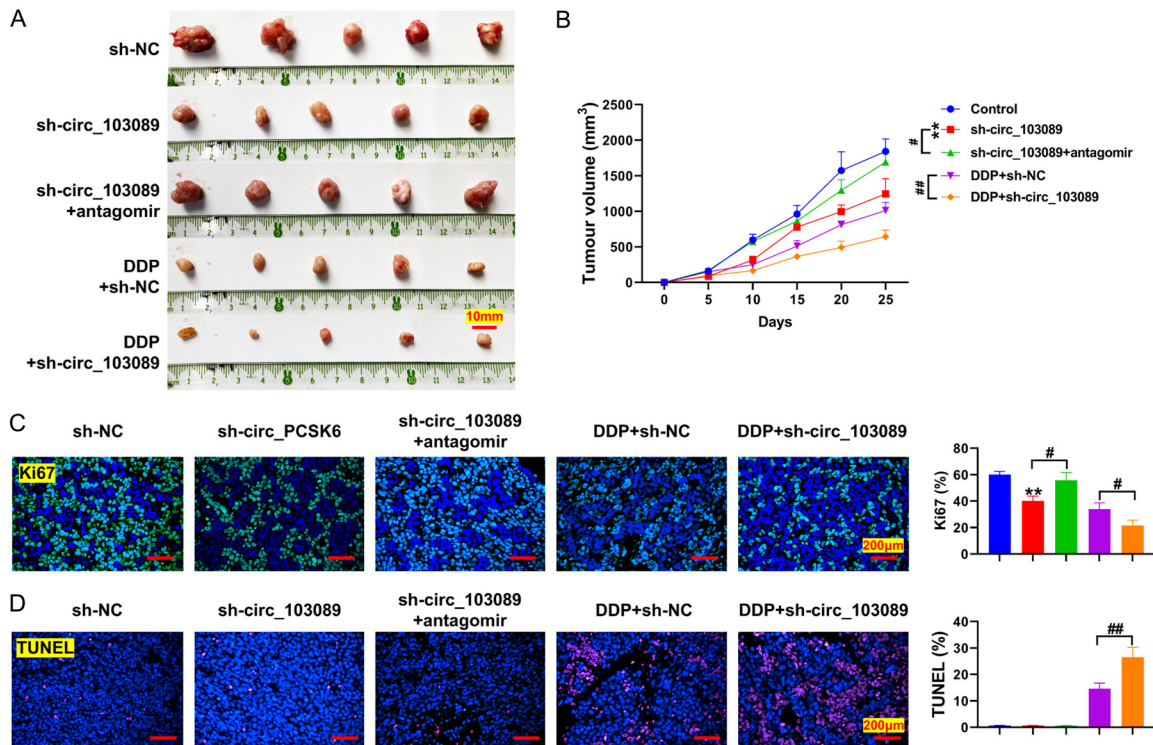 A
sh-NC
sh-circ_103089
sh-circ_103089
+antagomir
DDP
+sh-NC
DDP
+sh-circ_103089
10mm
B
Tumour volume (mm3)
2500
2000
1500
1000
500
0
0 5 10 15 20 25
Days
Control
sh-circ_103089
sh-circ_103089+antagomir
DDP+sh-NC
DDP+sh-circ_103089
# **
##
C
sh-NC
sh-circ_PCSK6
sh-circ_103089
+antagomir
DDP+sh-NC
DDP+sh-circ_103089
Ki67
200μm
Ki67 (%)
80
60
40
20
0
**
#
#
D
sh-NC
sh-circ_103089
sh-circ_103089
+antagomir
DDP+sh-NC
DDP+sh-circ_103089
TUNEL
200μm
TUNEL (%)
40
30
20
10
0
##